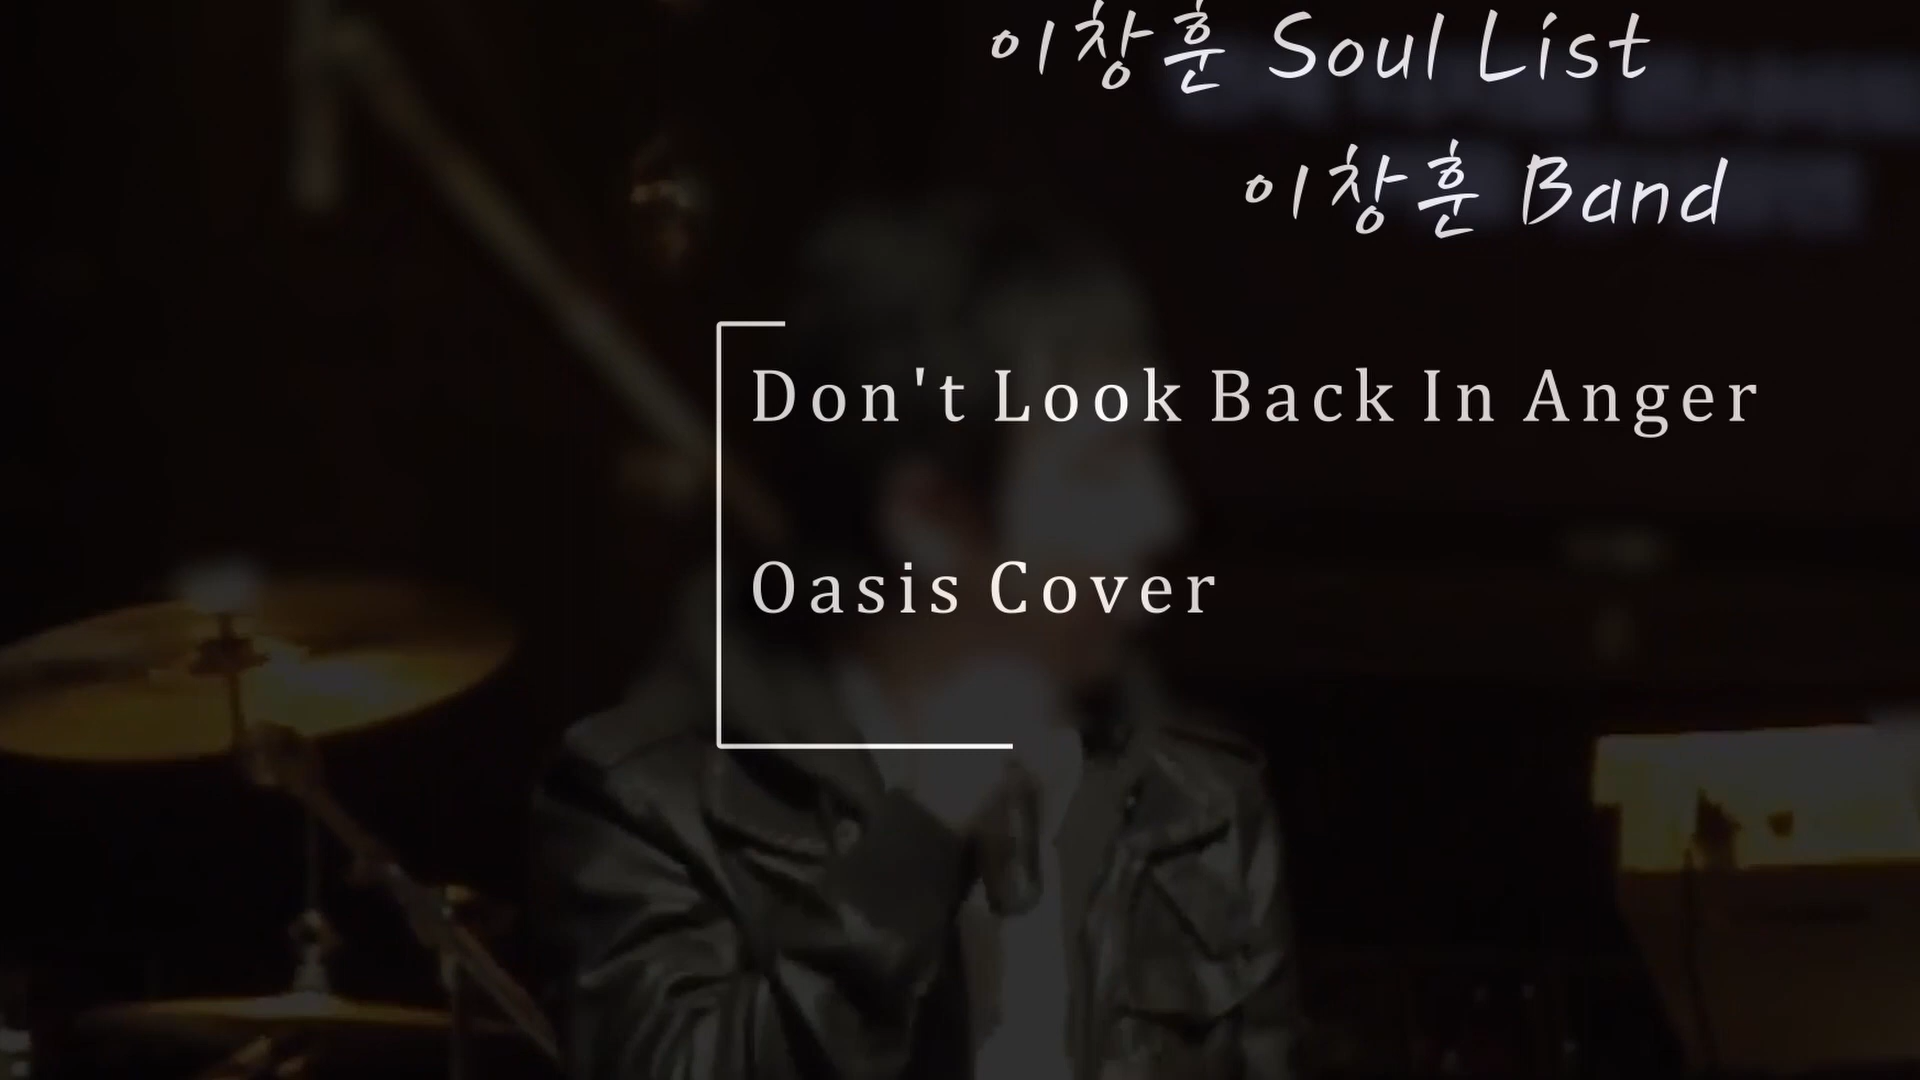 이창훈 Soul List
이창훈 Band
Don't Look Back In Anger
Oasis Cover